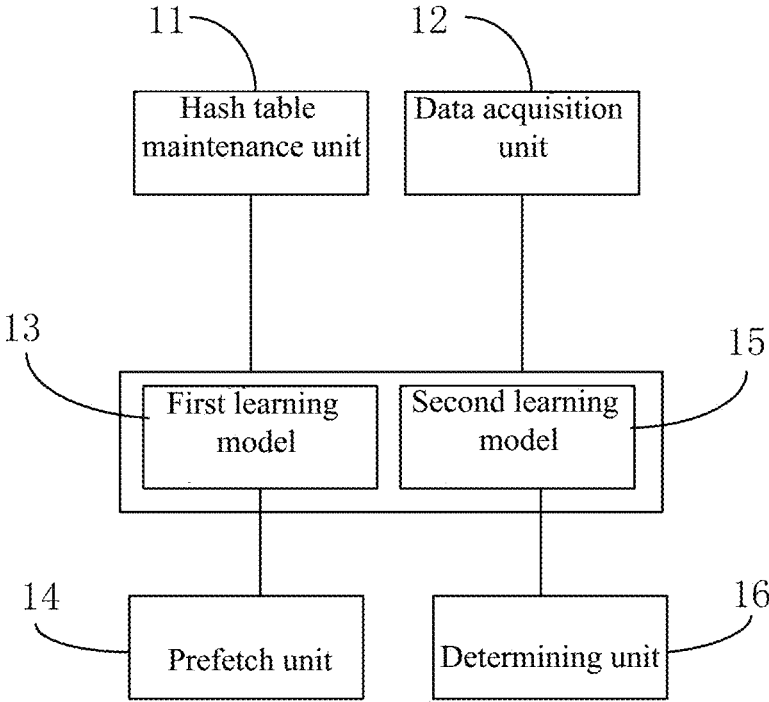 11
12
Hash table
maintenance unit
Data acquisition
unit
13
15
First learning
model
Second learning
model
14
16
Prefetch unit
Determining unit